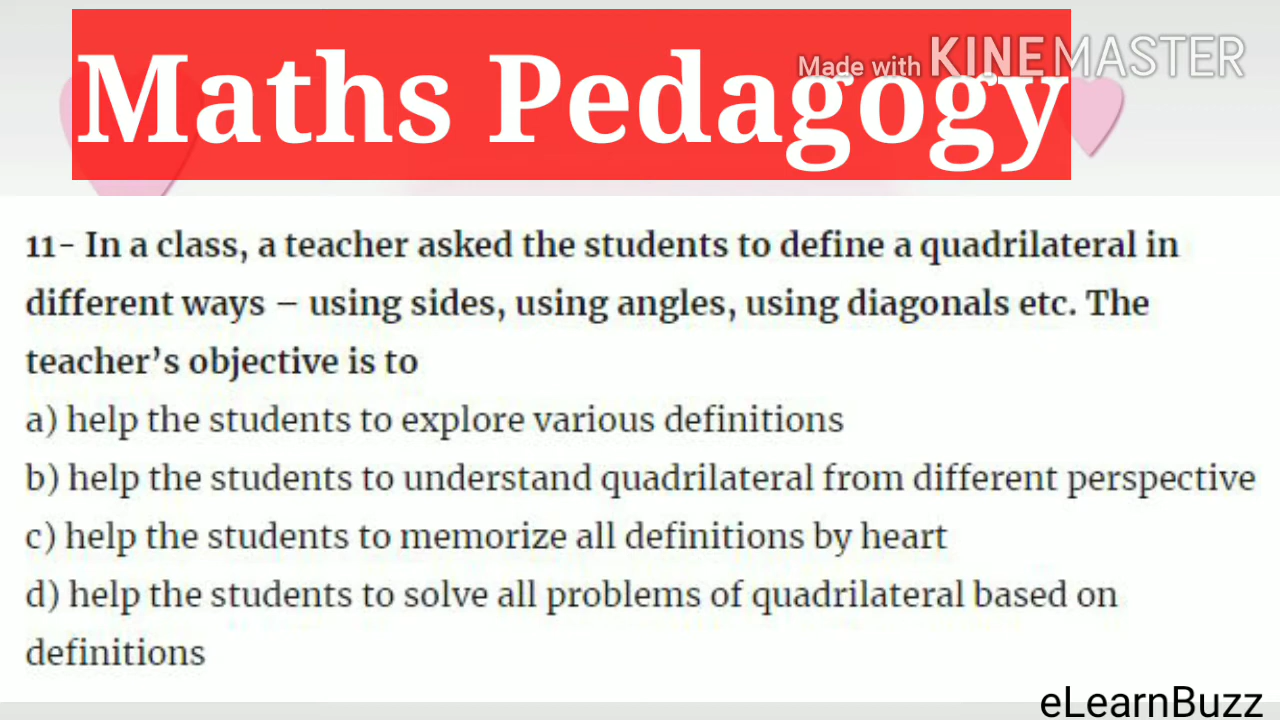 Maths Pedagogy
Made with KINEMASTER
11- In a class, a teacher asked the students to define a quadrilateral in
different ways – using sides, using angles, using diagonals etc. The
teacher’s objective is to
a) help the students to explore various definitions
b) help the students to understand quadrilateral from different perspective
c) help the students to memorize all definitions by heart
d) help the students to solve all problems of quadrilateral based on
definitions
eLearnBuzz